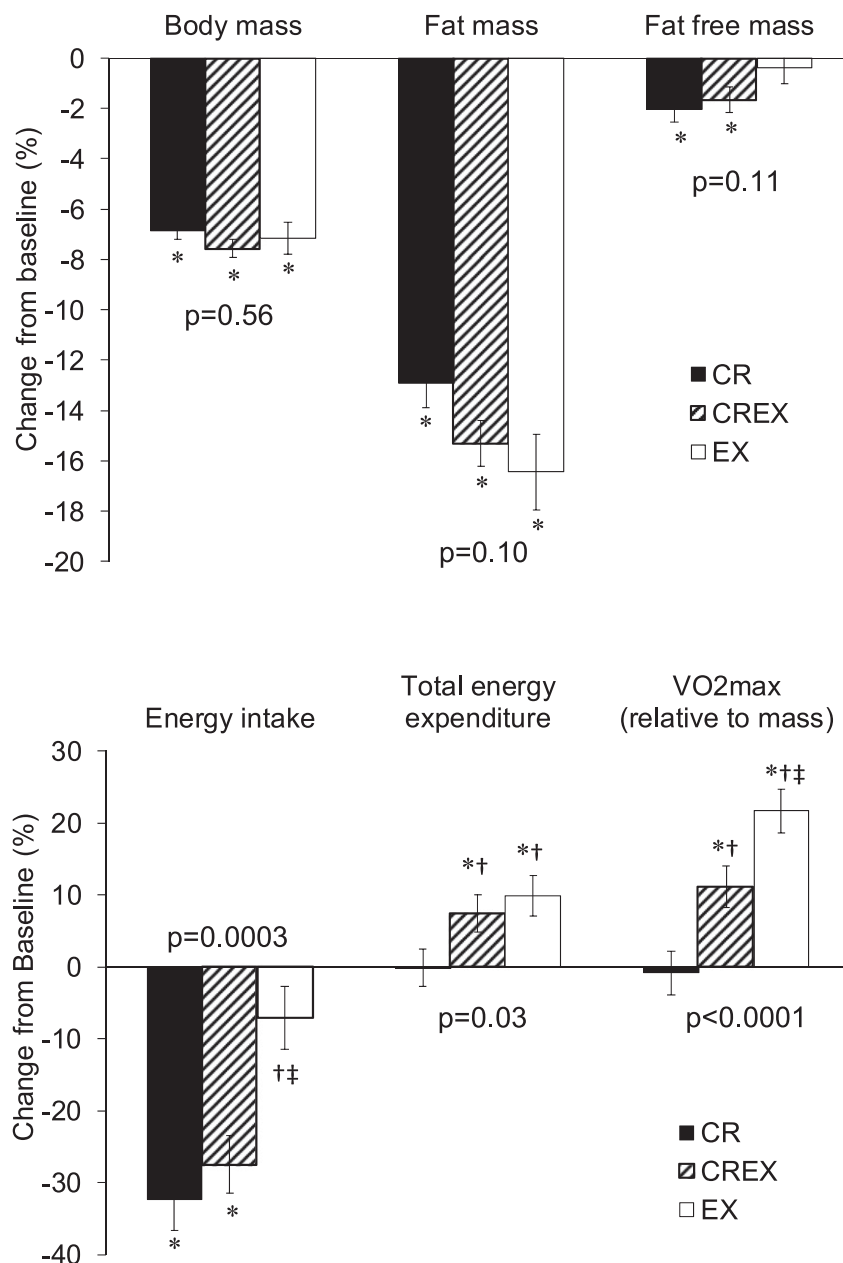 Body mass Fat mass Fat free mass
0
-2
-4
-6
-8
-10
-12
-14
-16
-18
-20
Change from baseline (%)
* * *
p=0.56
* * *
p=0.10
* *
p=0.11
CR
CREX
EX
Energy intake
Total energy
expenditure
VO2max
(relative to mass)
30
20
10
0
-10
-20
-30
-40
Change from Baseline (%)
p=0.0003
* * †‡
*† *†
p=0.03
*† *†‡
p<0.0001
CR
CREX
EX